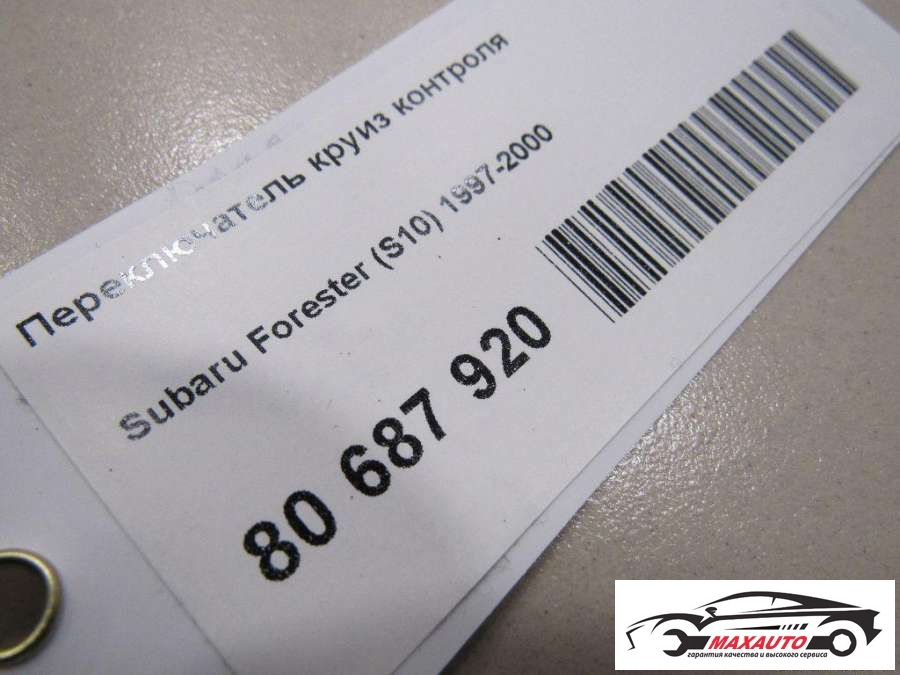 Переключатель круиз контроля
Subaru Forester (S10) 1997-2000
80 687 920
MAXAUTO
гарантия качества и высокого сервиса